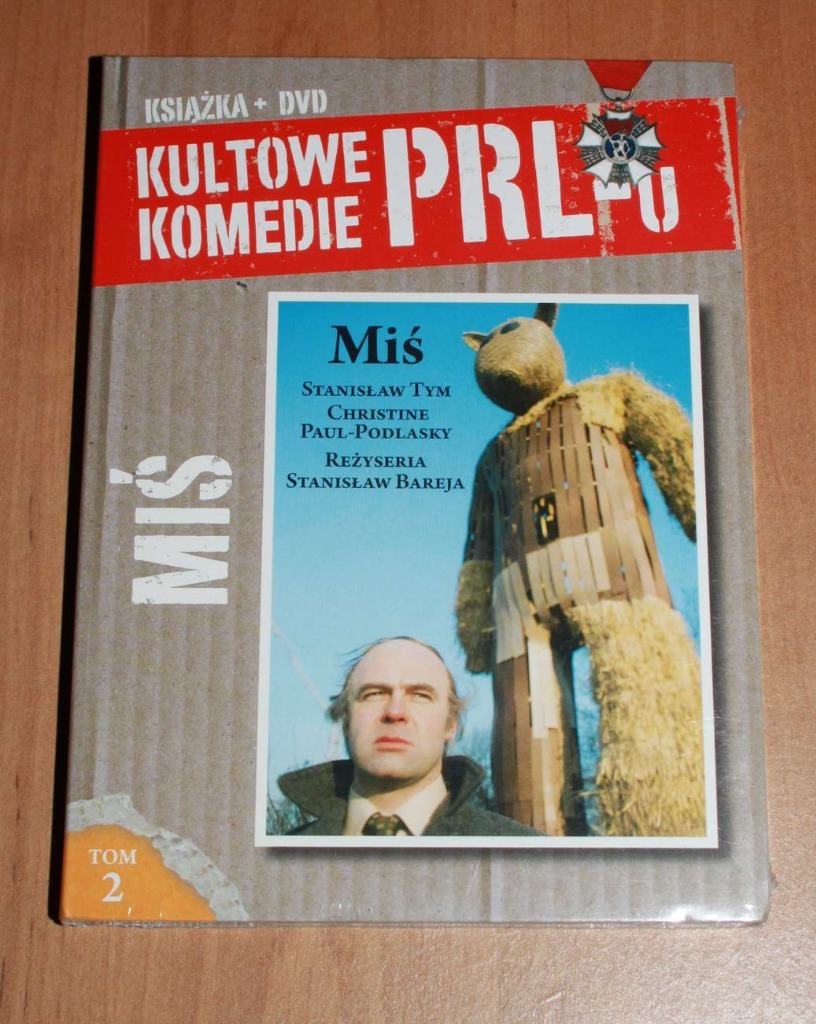 KSIĄŻKA + DVD
KULTOWE
KOMEDIE
PRL-U
Miś
STANISŁAW TYM
CHRISTINE
PAUL-PODLASKY
REŻYSERIA
STANISŁAW BAREJA
MIŚ
TOM
2